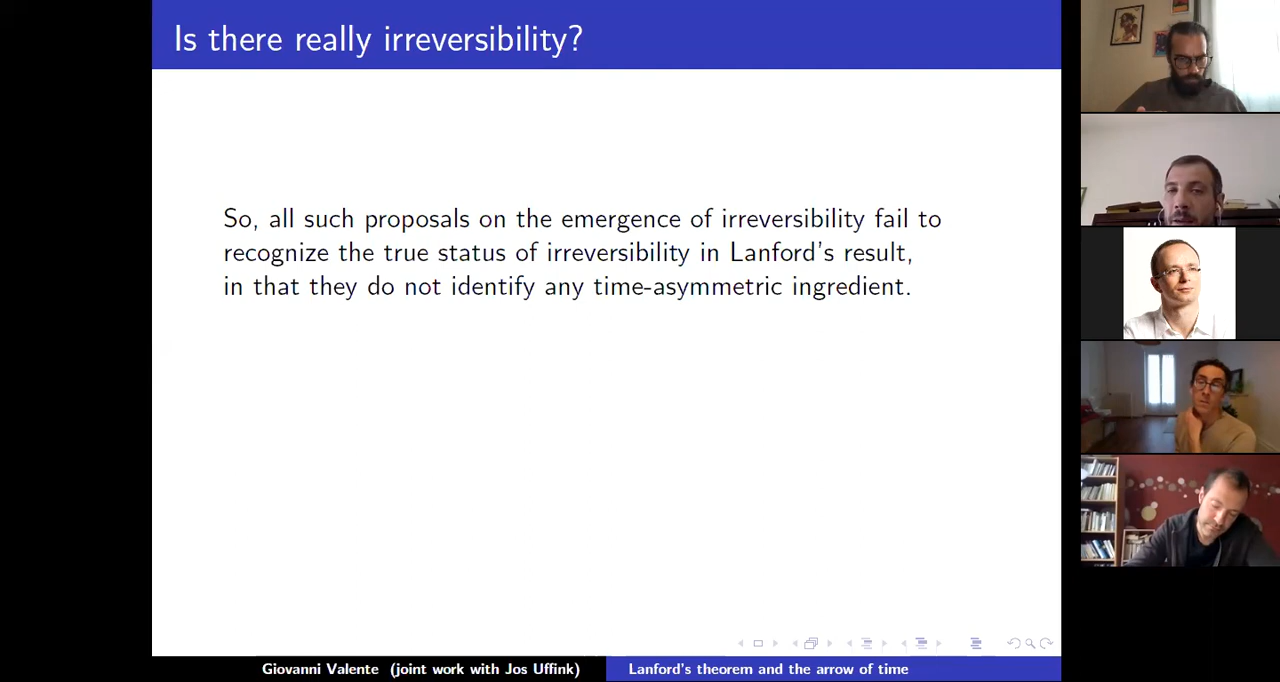 Is there really irreversibility?
So, all such proposals on the emergence of irreversibility fail to
recognize the true status of irreversibility in Lanford's result,
in that they do not identify any time-asymmetric ingredient.
Giovanni Valente (joint work with Jos Uffink)
Lanford's theorem and the arrow of time